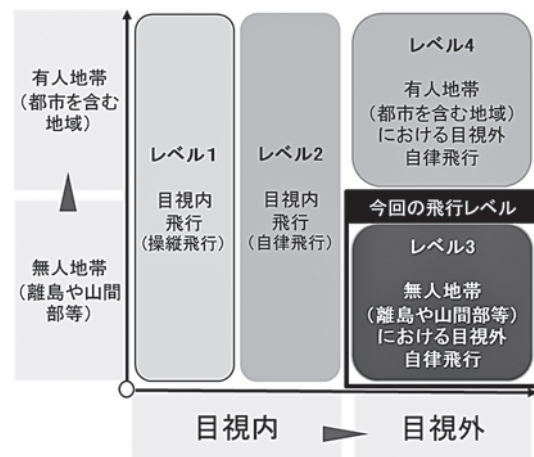 有人地帯
(都市を含む
地域)
無人地帯
(離島や山間
部等)
レベル1
目視内
飛行
(操縦飛行)
レベル2
目視内
飛行
(自律飛行)
レベル4
有人地帯
(都市を含む地域)
における目視外
自律飛行
今回の飛行レベル
レベル3
無人地帯
(離島や山間部等)
における目視外
自律飛行
目視内
目視外